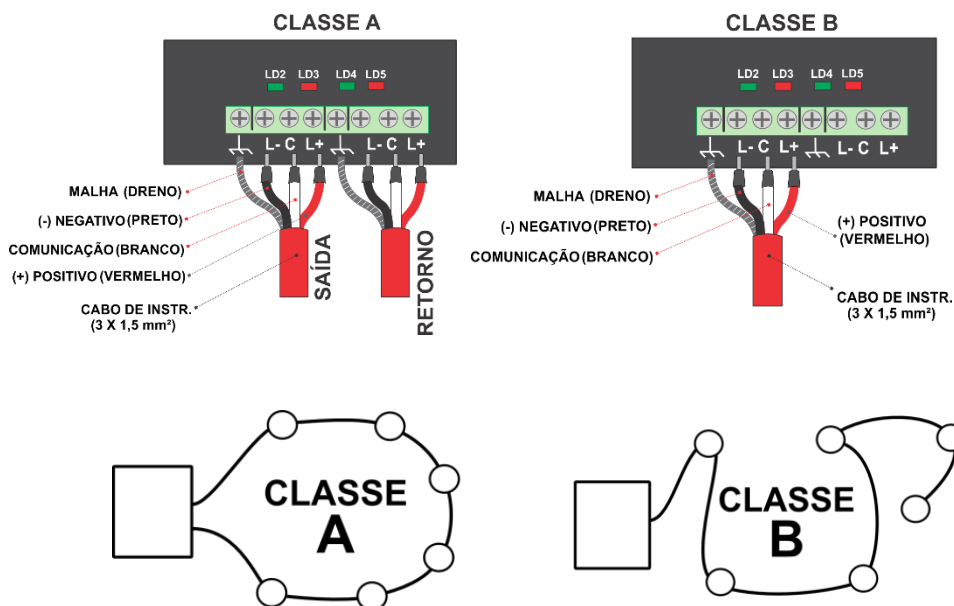 CLASSE A
LD2 LD3 LD4 LD5
L- C L+ L- C L+
MALHA (DRENO)
(-) NEGATIVO (PRETO)
COMUNICAÇÃO (BRANCO)
(+) POSITIVO (VERMELHO)
CABO DE INSTR.
(3 X 1,5 mm²)
SAÍDA
RETORNO
CLASSE B
LD2 LD3 LD4 LD5
L- C L+ L- C L+
MALHA (DRENO)
(-) NEGATIVO (PRETO)
COMUNICAÇÃO (BRANCO)
(+) POSITIVO
(VERMELHO)
CABO DE INSTR.
(3 X 1,5 mm²)
CLASSE
A
CLASSE
B